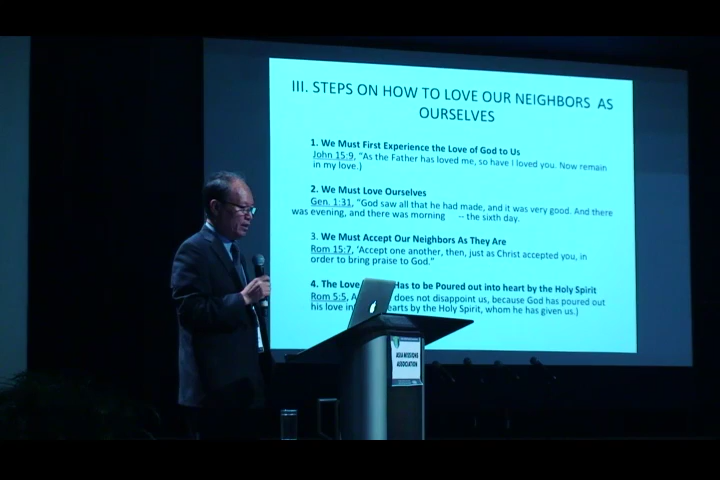 III. STEPS ON HOW TO LOVE OUR NEIGHBORS AS
OURSELVES
1. We Must First Experience the Love of God to Us
John 15:9, "As the Father has loved me, so have I loved you. Now remain
in my love.)
2. We Must Love Ourselves
Gen. 1:31, "God saw all that he had made, and it was very good. And there
was evening, and there was morning -- the sixth day.
3. We Must Accept Our Neighbors As They Are
Rom 15:7, 'Accept one another, then, just as Christ accepted you, in
order to bring praise to God."
4. The Love Has to be Poured out into heart by the Holy Spirit
Rom 5:5, does not disappoint us, because God has poured out
his love in hearts by the Holy Spirit, whom he has given us.)
ASIA MISSIONS
ASSOCIATION